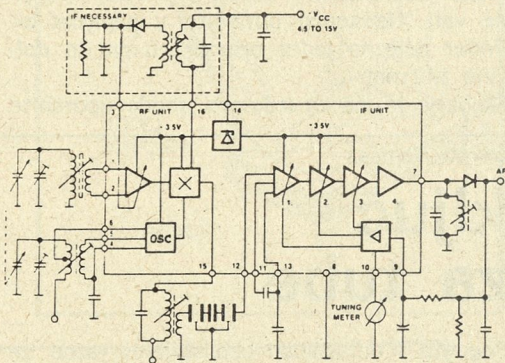 IF NECESSARY
-VCC
4.5 TO 15V
3
RF UNIT
16
14
IF UNIT
-3.5V
-3.5V
1
2
7
AF
1.
2
3
4.
6
5
4
OSC
15
12
11
13
8
10
9
TUNING
METER